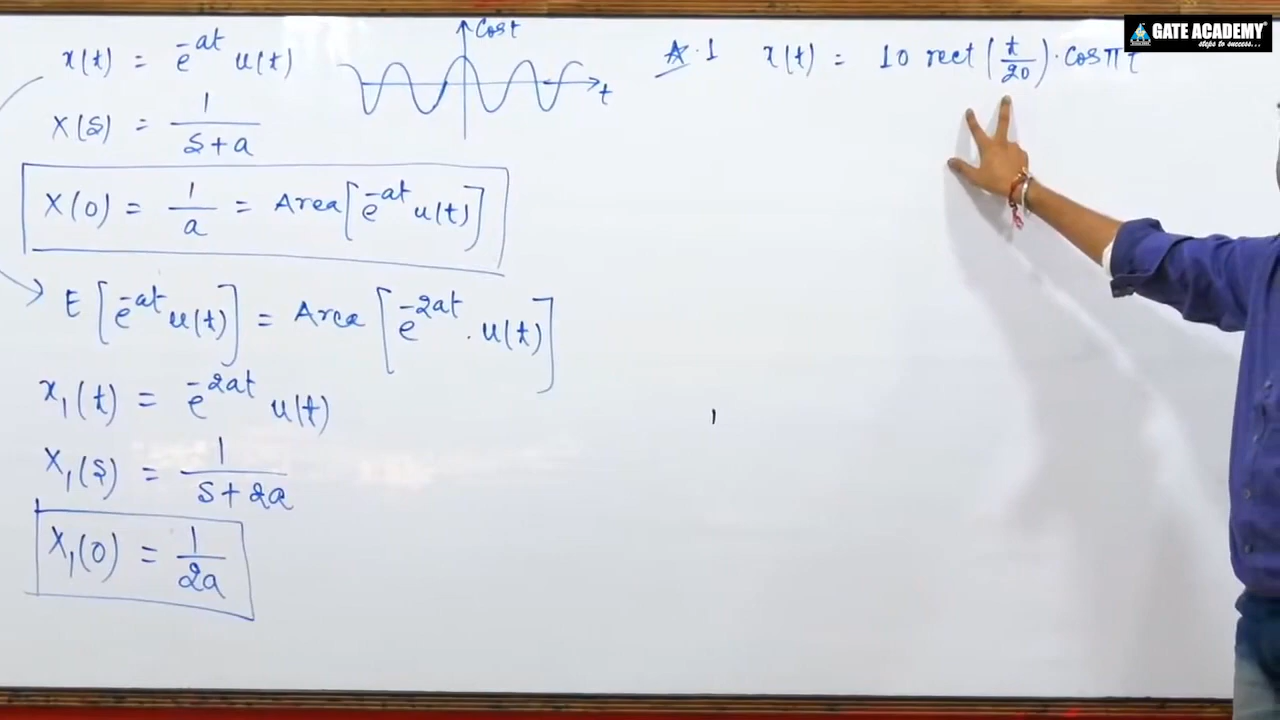 x(t) = e^{-at} u(t)
X(s) = 1/(s+a)
X(0) = 1/a = Area[e^{-at} u(t)]
E[e^{-at} u(t)] = Area[e^{-2at} . u(t)]
x₁(t) = e^{-2at} u(t)
X₁(s) = 1/(s+2a)
X₁(0) = 1/2a
Cost
t
.1 x(t) = 10 rect(t/20) . cosπt
GATE ACADEMY®
steps to success...